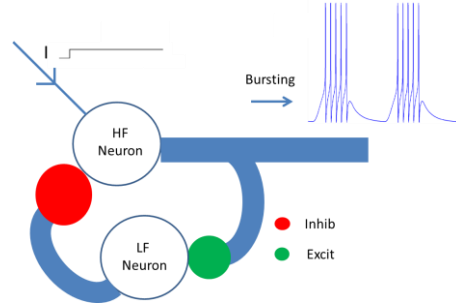 I
Bursting
HF
Neuron
LF
Neuron
Inhib
Excit